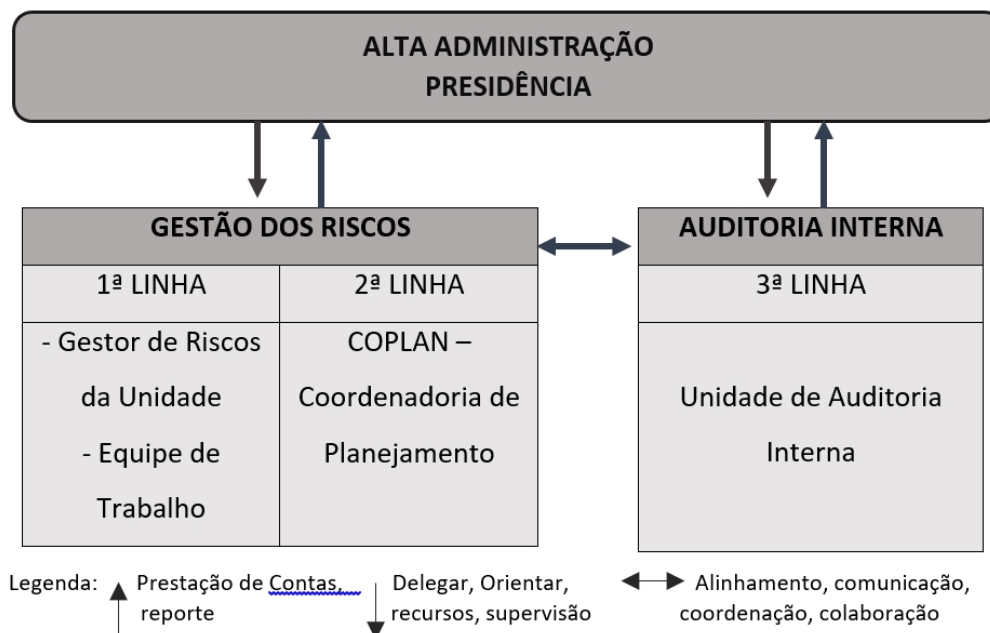 ALTA ADMINISTRAÇÃO
PRESIDÊNCIA
GESTÃO DOS RISCOS
1ª LINHA
2ª LINHA
- Gestor de Riscos
da Unidade
- Equipe de
Trabalho
COPLAN –
Coordenadoria de
Planejamento
AUDITORIA INTERNA
3ª LINHA
Unidade de Auditoria
Interna
Legenda:
Prestação de Contas,
reporte
Delegar, Orientar,
recursos, supervisão
Alinhamento, comunicação,
coordenação, colaboração